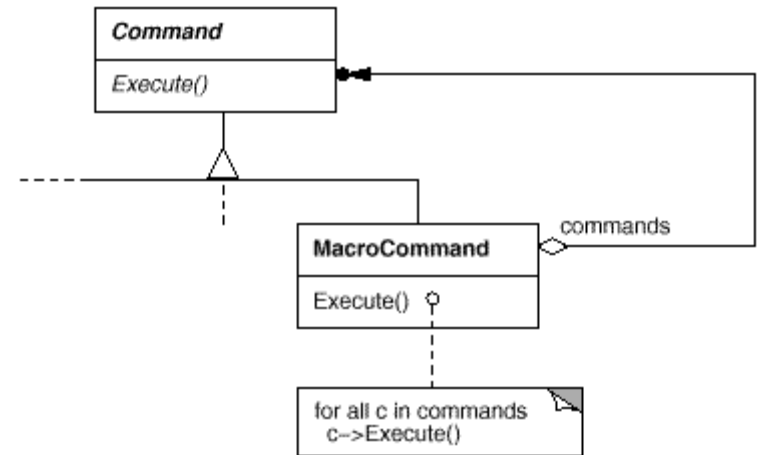 Command
Execute()
commands
MacroCommand
Execute()
for all c in commands
c–>Execute()